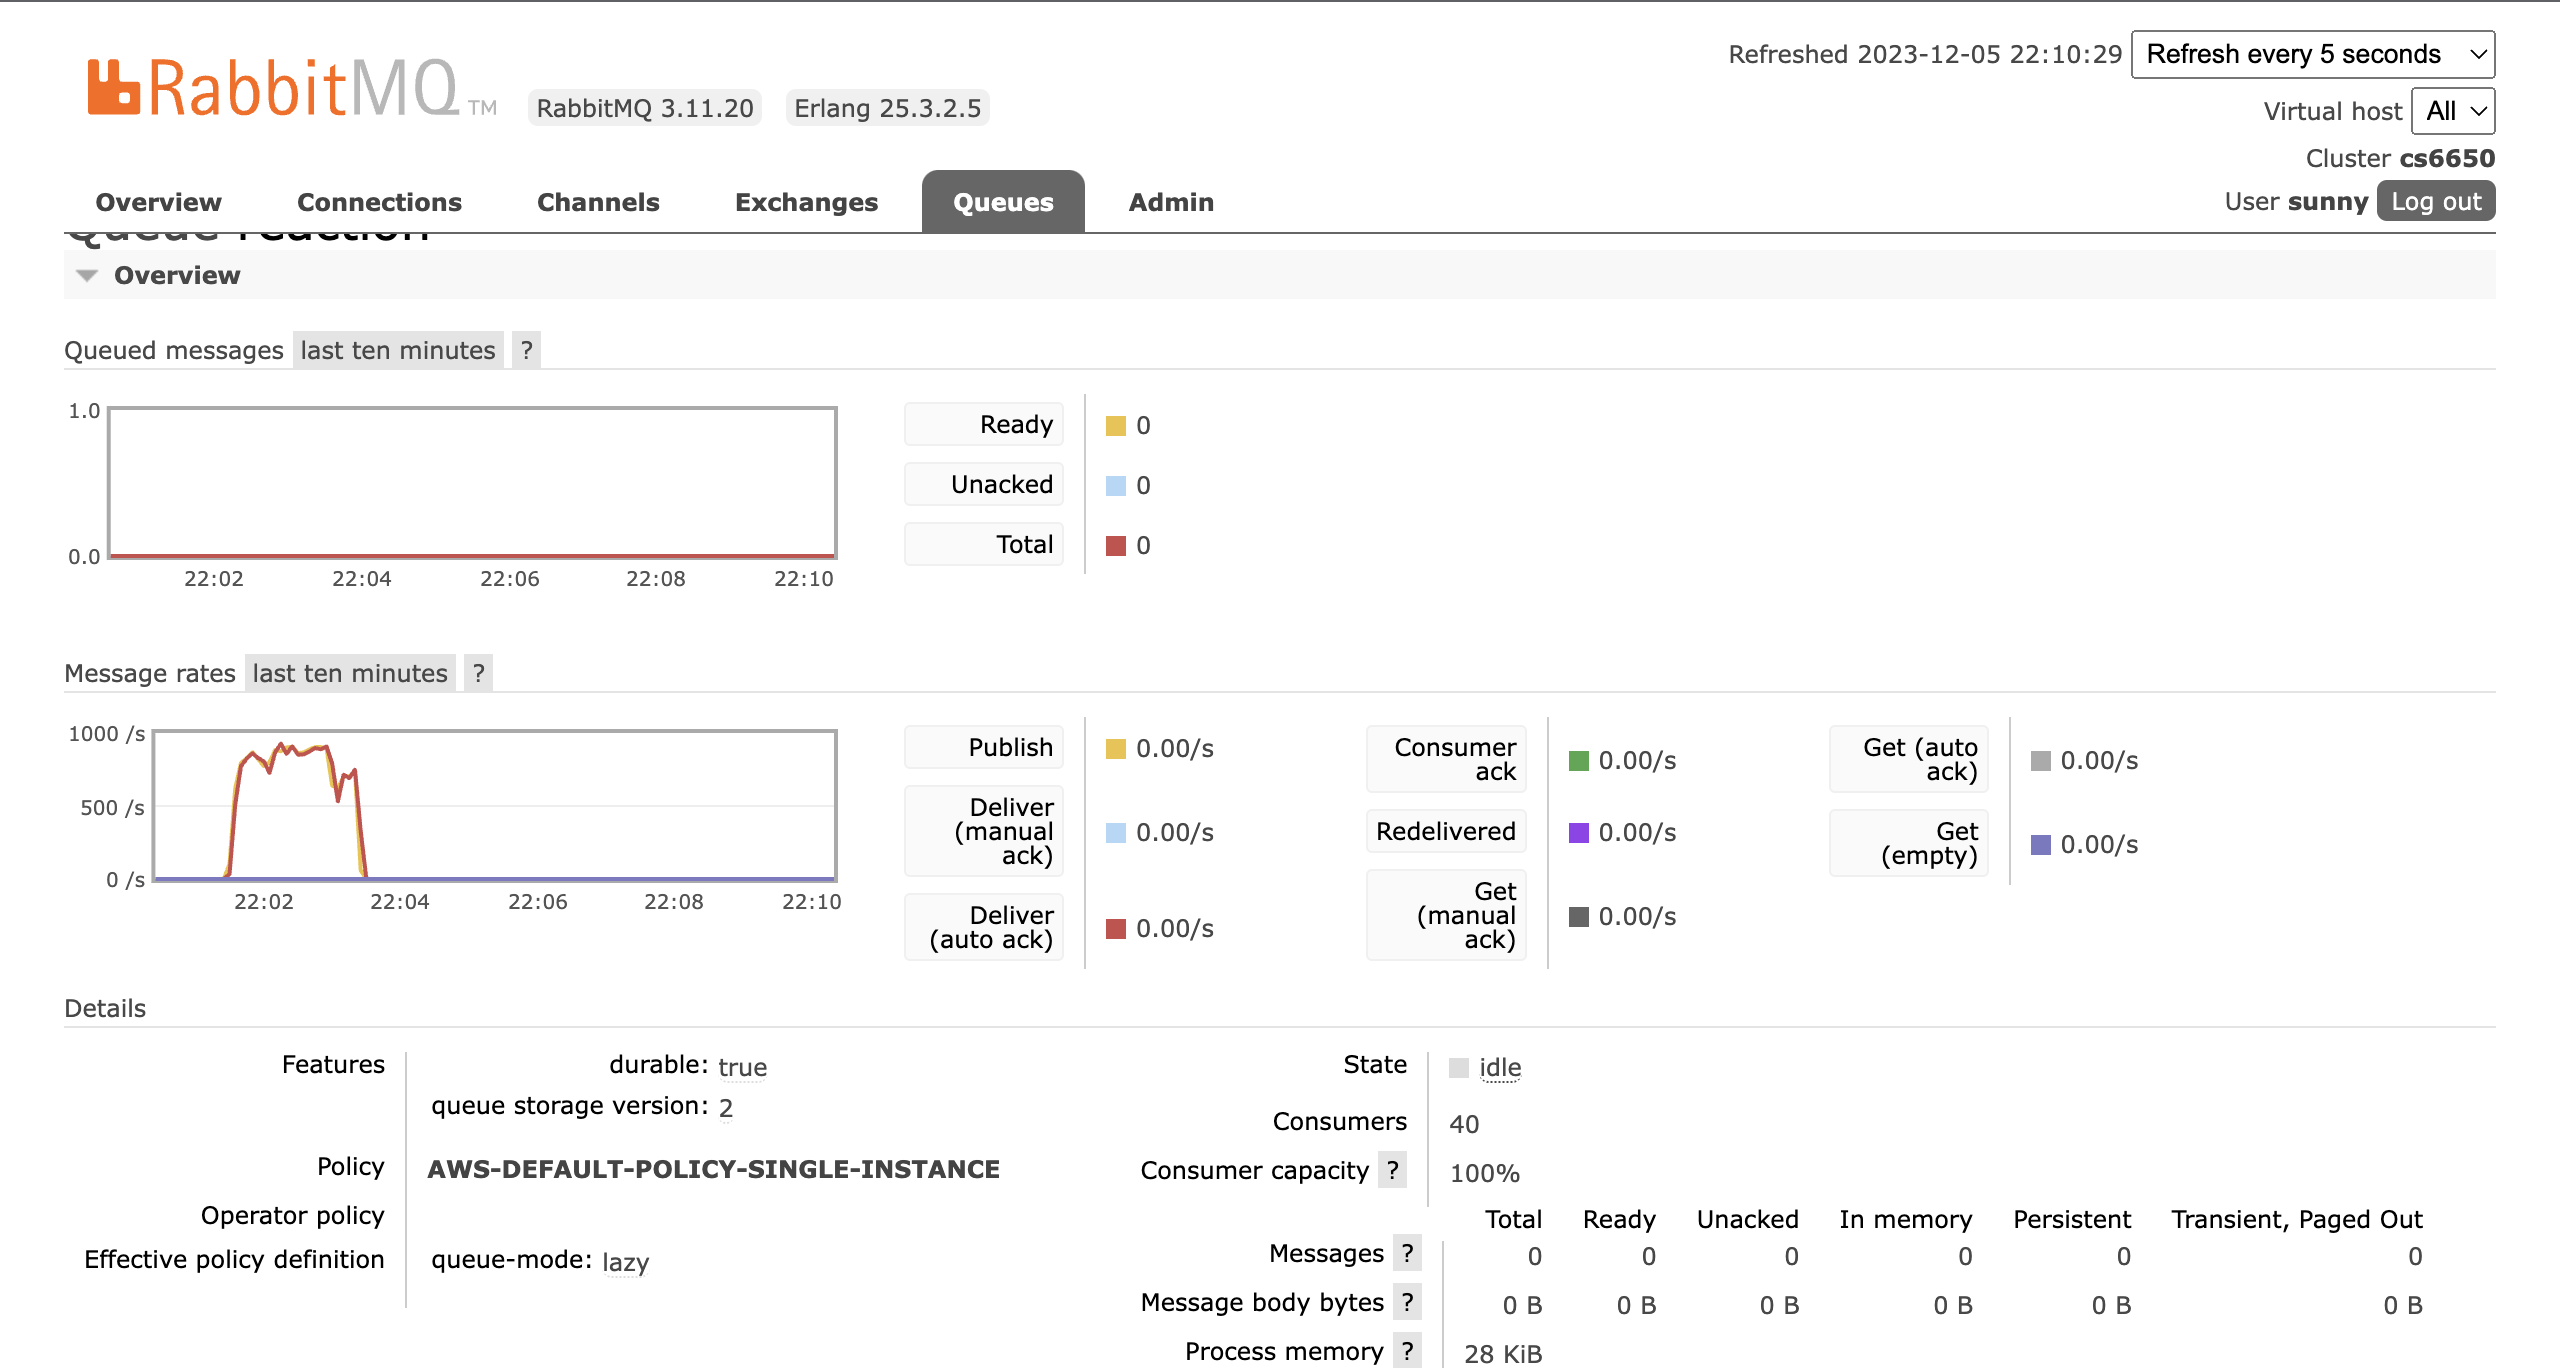 Refreshed 2023-12-05 22:10:29 Refresh every 5 seconds
RabbitMQ TM RabbitMQ 3.11.20 Erlang 25.3.2.5
Virtual host All
Cluster cs6650
User sunny Log out
Overview Connections Channels Exchanges Queues Admin
Queue reaction
Overview
Queued messages last ten minutes ?
1.0
0.0
22:02 22:04 22:06 22:08 22:10
Ready 0
Unacked 0
Total 0
Message rates last ten minutes ?
1000 /s
500 /s
0 /s
22:02 22:04 22:06 22:08 22:10
Publish 0.00/s
Deliver
(manual
ack) 0.00/s
Deliver
(auto ack) 0.00/s
Consumer
ack 0.00/s
Redelivered 0.00/s
Get
(manual
ack) 0.00/s
Get (auto
ack) 0.00/s
Get
(empty) 0.00/s
Details
Features durable: true
queue storage version: 2
Policy AWS-DEFAULT-POLICY-SINGLE-INSTANCE
Operator policy
Effective policy definition queue-mode: lazy
State idle
Consumers 40
Consumer capacity ? 100%
Total Ready Unacked In memory Persistent Transient, Paged Out
Messages ? 0 0 0 0 0 0
Message body bytes ? 0 B 0 B 0 B 0 B 0 B 0 B
Process memory ? 28 KiB